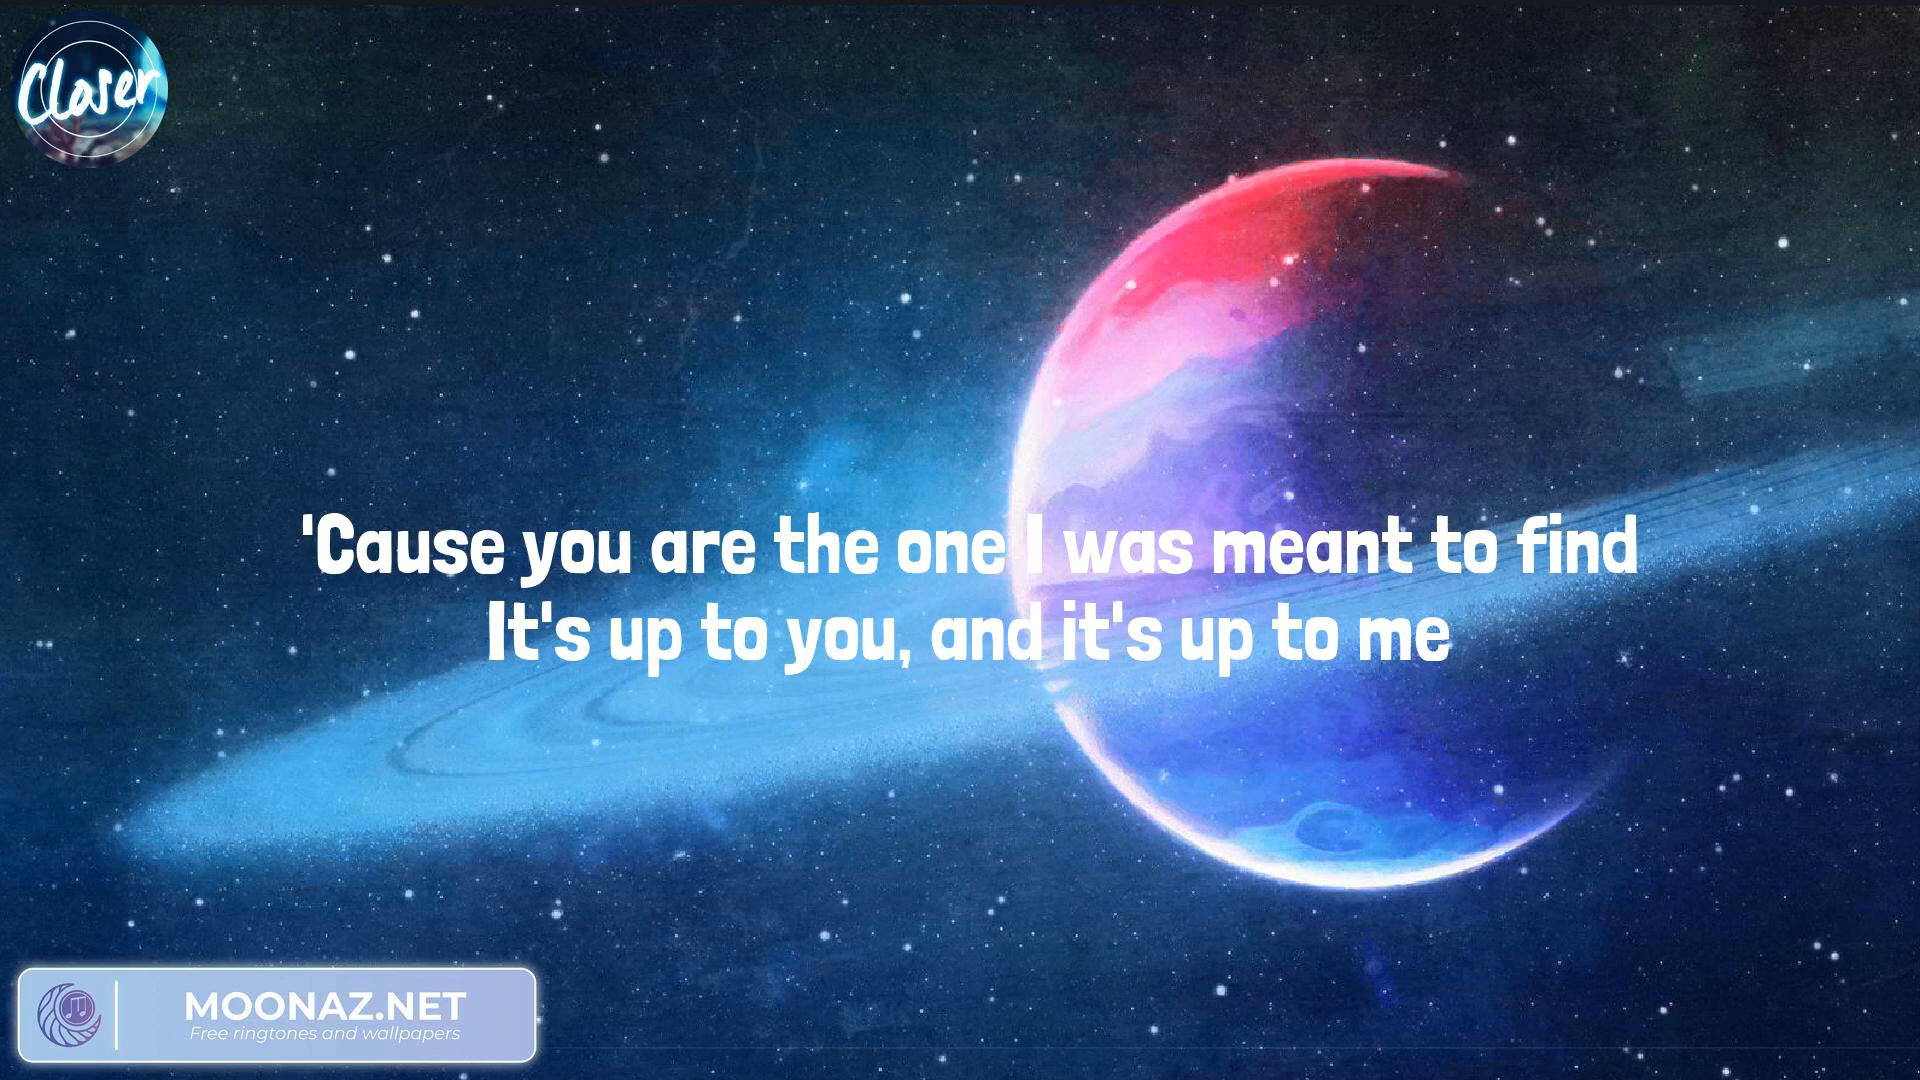 Closer
'Cause you are the one I was meant to find
It's up to you, and it's up to me
MOONAZ.NET
Free ringtones and wallpapers